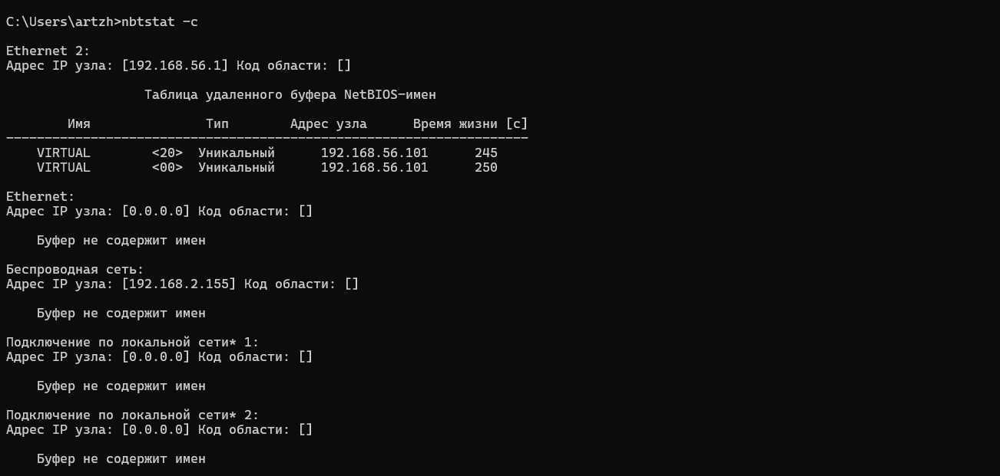 C:\Users\artzh>nbtstat -c
Ethernet 2:
Адрес IP узла: [192.168.56.1] Код области: []
Таблица удаленного буфера NetBIOS-имен
Имя Тип Адрес узла Время жизни [с]
--------------------------------------------------------------------
VIRTUAL <20> Уникальный 192.168.56.101 245
VIRTUAL <00> Уникальный 192.168.56.101 250
Ethernet:
Адрес IP узла: [0.0.0.0] Код области: []
Буфер не содержит имен
Беспроводная сеть:
Адрес IP узла: [192.168.2.155] Код области: []
Буфер не содержит имен
Подключение по локальной сети* 1:
Адрес IP узла: [0.0.0.0] Код области: []
Буфер не содержит имен
Подключение по локальной сети* 2:
Адрес IP узла: [0.0.0.0] Код области: []
Буфер не содержит имен